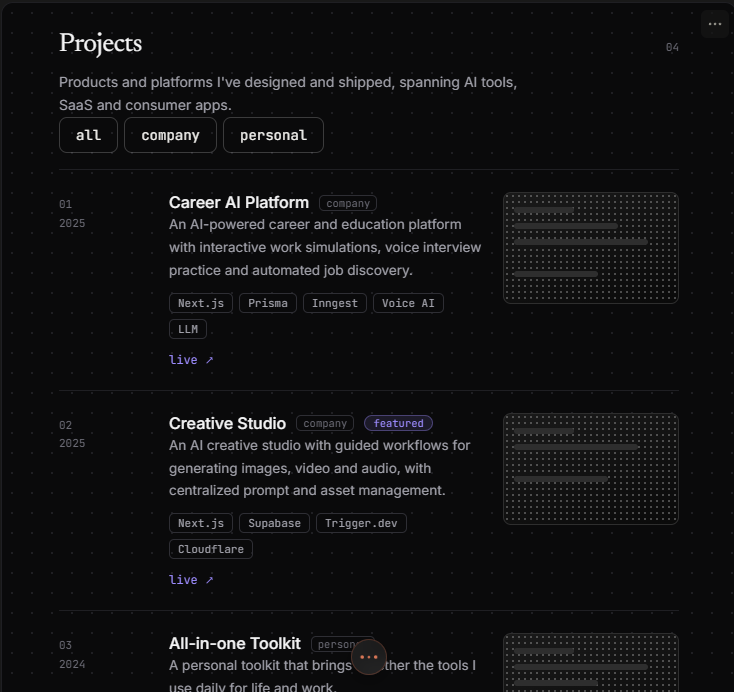 Projects
04
Products and platforms I've designed and shipped, spanning AI tools,
SaaS and consumer apps.
all company personal
01
2025
Career AI Platform company
An AI-powered career and education platform
with interactive work simulations, voice interview
practice and automated job discovery.
Next.js Prisma Inngest Voice AI
LLM
live ↗
02
2025
Creative Studio company featured
An AI creative studio with guided workflows for
generating images, video and audio, with
centralized prompt and asset management.
Next.js Supabase Trigger.dev
Cloudflare
live ↗
03
2024
All-in-one Toolkit
A personal toolkit that brings the tools I
use daily for life and work.